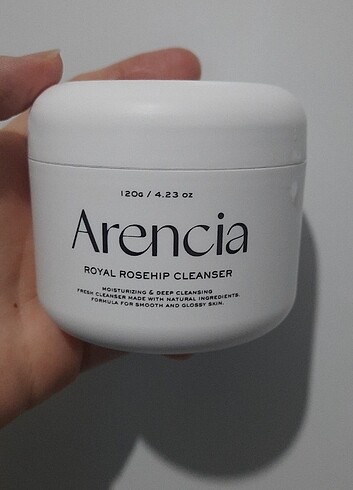 120G / 4.23 OZ
Arencia
ROYAL ROSEHIP CLEANSER
MOISTURIZING & DEEP CLEANSING
FRESH CLEANSER MADE WITH NATURAL INGREDIENTS.
FORMULA FOR SMOOTH AND GLOSSY SKIN.